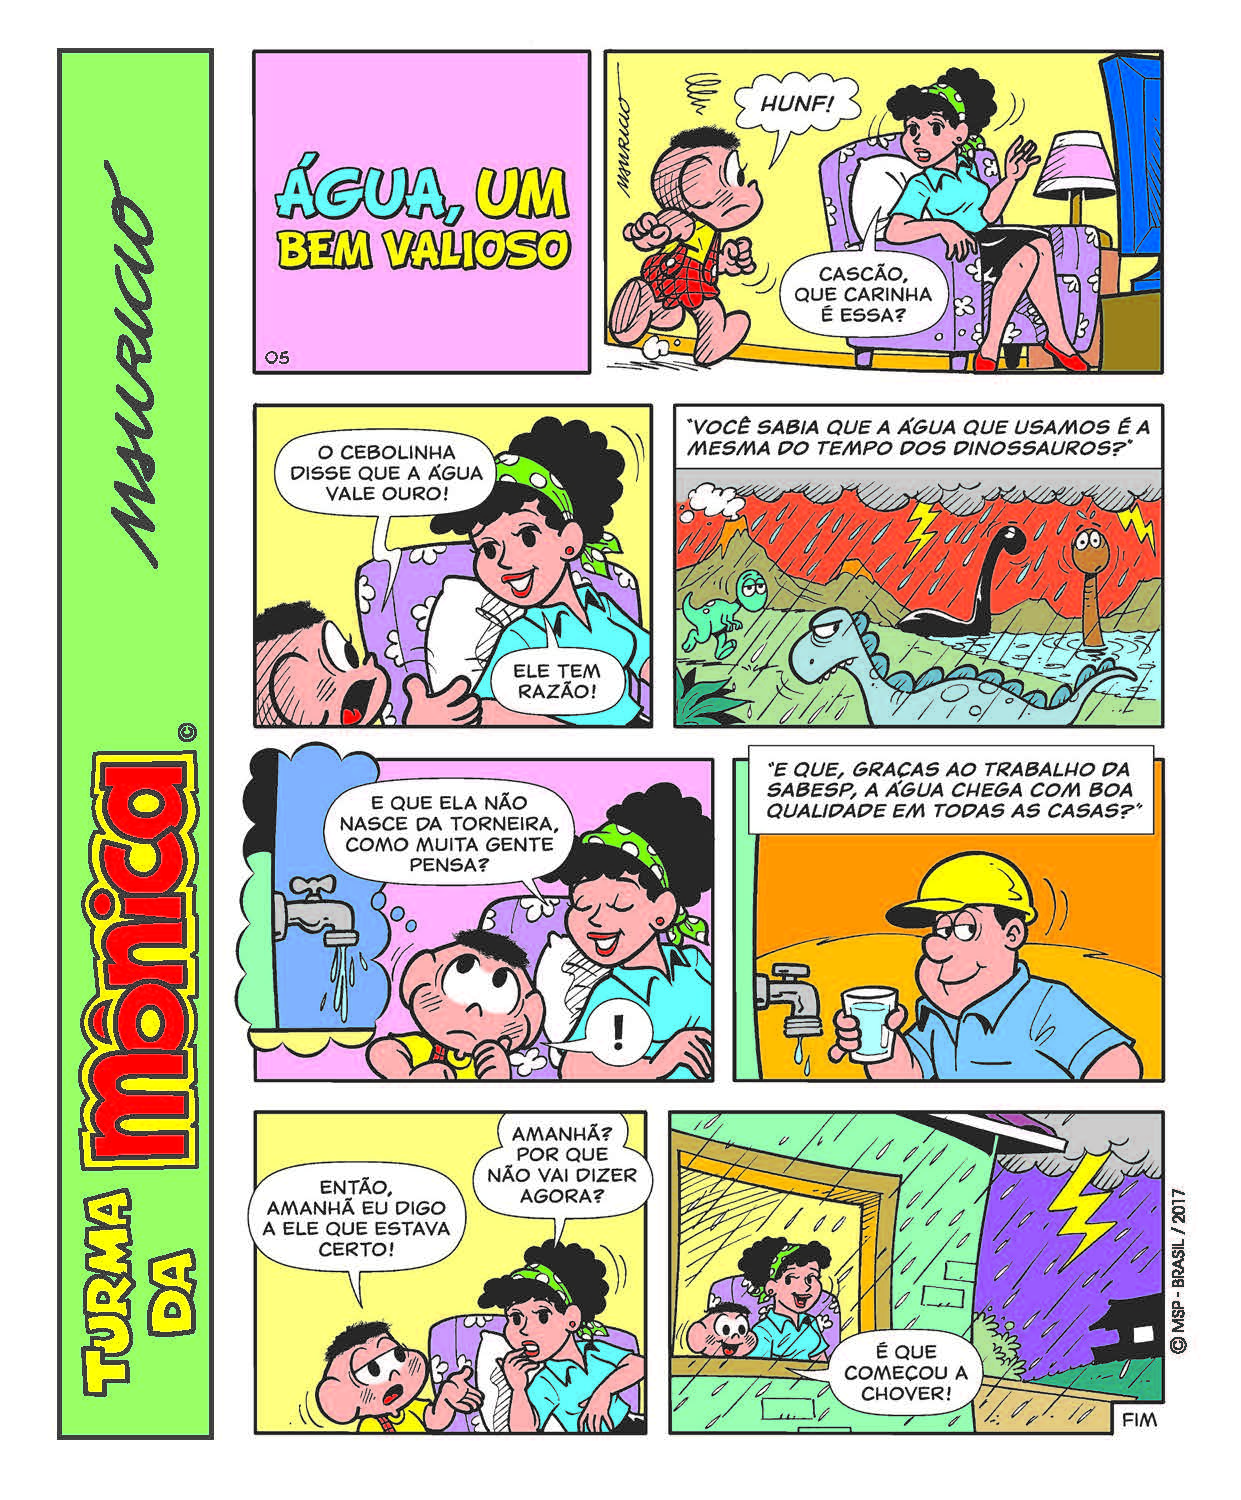 TURMA
DA
mônica
©
MAURICIO
ÁGUA, UM
BEM VALIOSO
05
MAURICIO
HUNF!
CASCÃO,
QUE CARINHA
É ESSA?
O CEBOLINHA
DISSE QUE A ÁGUA
VALE OURO!
ELE TEM
RAZÃO!
"VOCÊ SABIA QUE A ÁGUA QUE USAMOS É A
MESMA DO TEMPO DOS DINOSSAUROS?"
E QUE ELA NÃO
NASCE DA TORNEIRA,
COMO MUITA GENTE
PENSA?
!
"E QUE, GRAÇAS AO TRABALHO DA
SABESP, A ÁGUA CHEGA COM BOA
QUALIDADE EM TODAS AS CASAS?"
ENTÃO,
AMANHÃ EU DIGO
A ELE QUE ESTAVA
CERTO!
AMANHÃ?
POR QUE
NÃO VAI DIZER
AGORA?
É QUE
COMEÇOU A
CHOVER!
FIM
© MSP - BRASIL / 2017